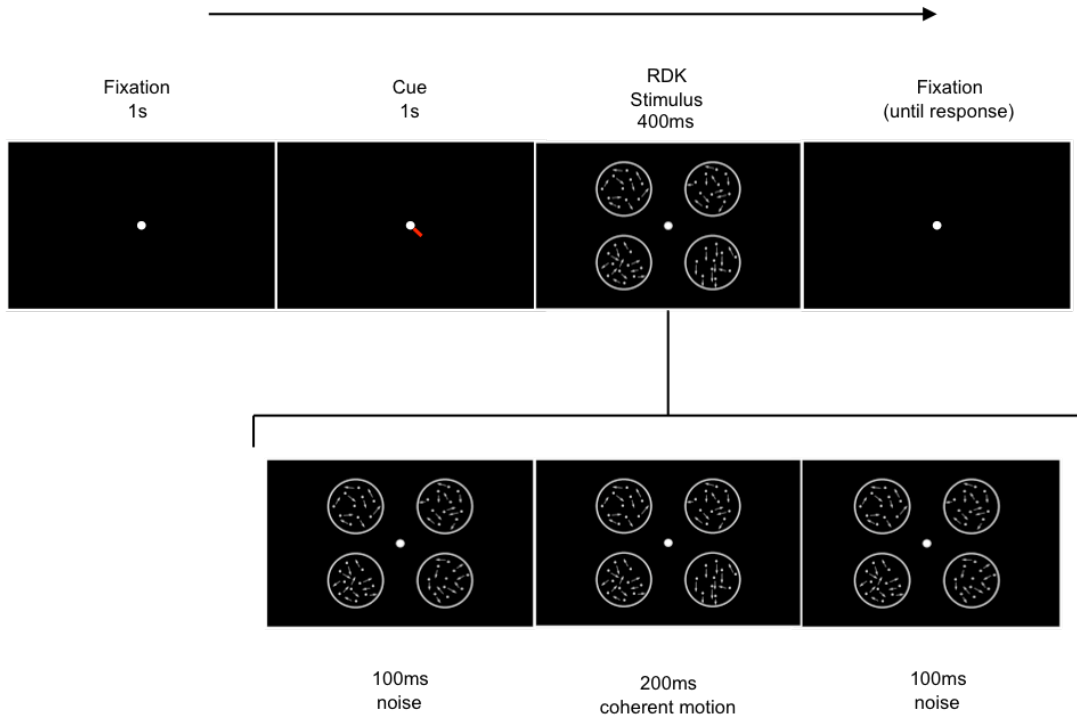 Fixation
1s
Cue
1s
RDK
Stimulus
400ms
Fixation
(until response)
100ms
noise
200ms
coherent motion
100ms
noise